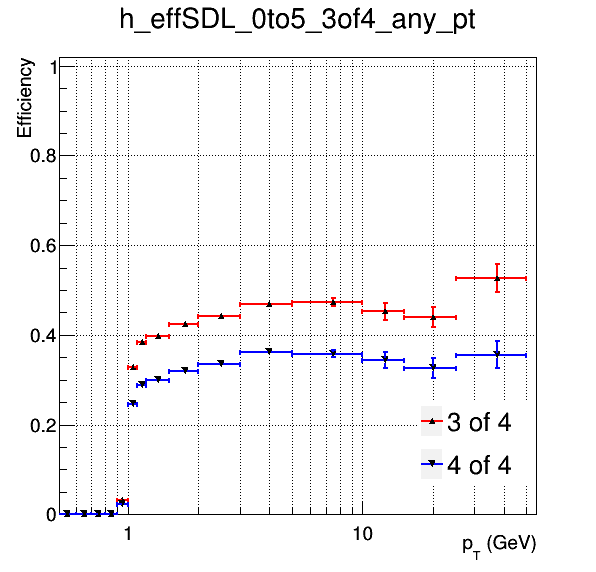 h_effSDL_0to5_3of4_any_pt
Efficiency
1
0.8
0.6
0.4
0.2
0
1
10
p_T (GeV)
3 of 4
4 of 4